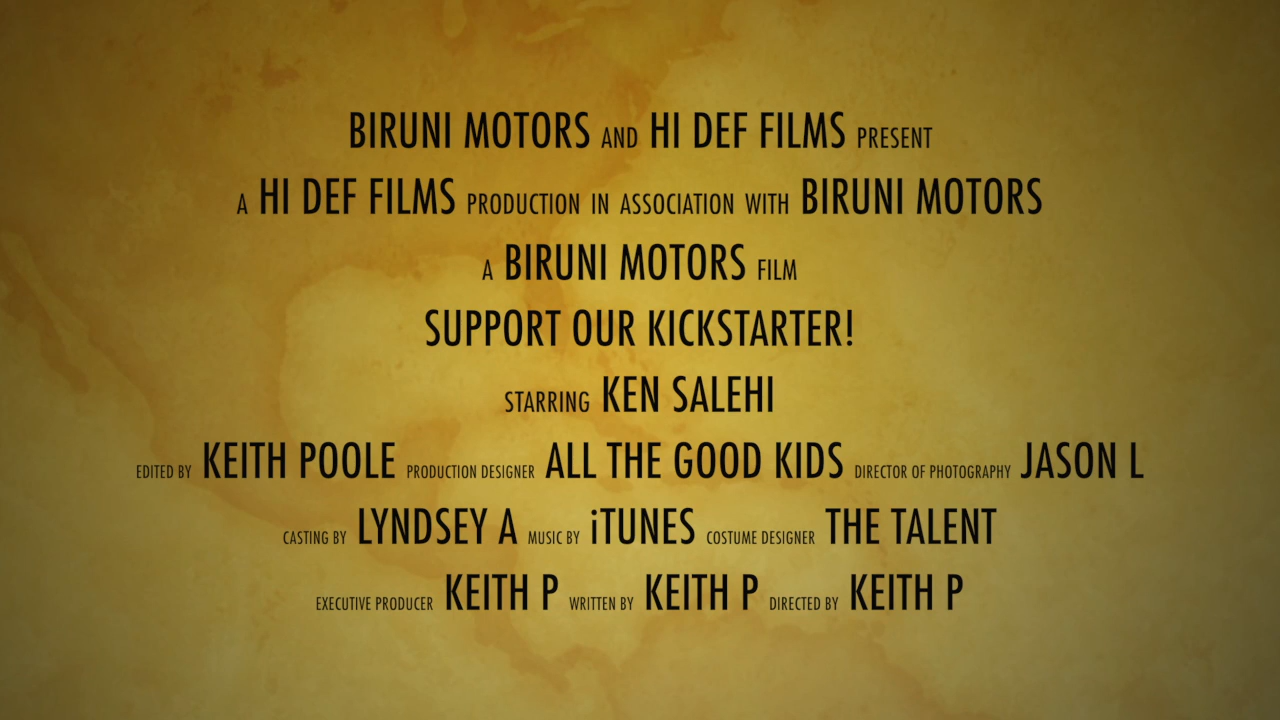 BIRUNI MOTORS AND HI DEF FILMS PRESENT
A HI DEF FILMS PRODUCTION IN ASSOCIATION WITH BIRUNI MOTORS
A BIRUNI MOTORS FILM
SUPPORT OUR KICKSTARTER!
STARRING KEN SALEHI
EDITED BY KEITH POOLE PRODUCTION DESIGNER ALL THE GOOD KIDS DIRECTOR OF PHOTOGRAPHY JASON L
CASTING BY LYNDSEY A MUSIC BY iTUNES COSTUME DESIGNER THE TALENT
EXECUTIVE PRODUCER KEITH P WRITTEN BY KEITH P DIRECTED BY KEITH P